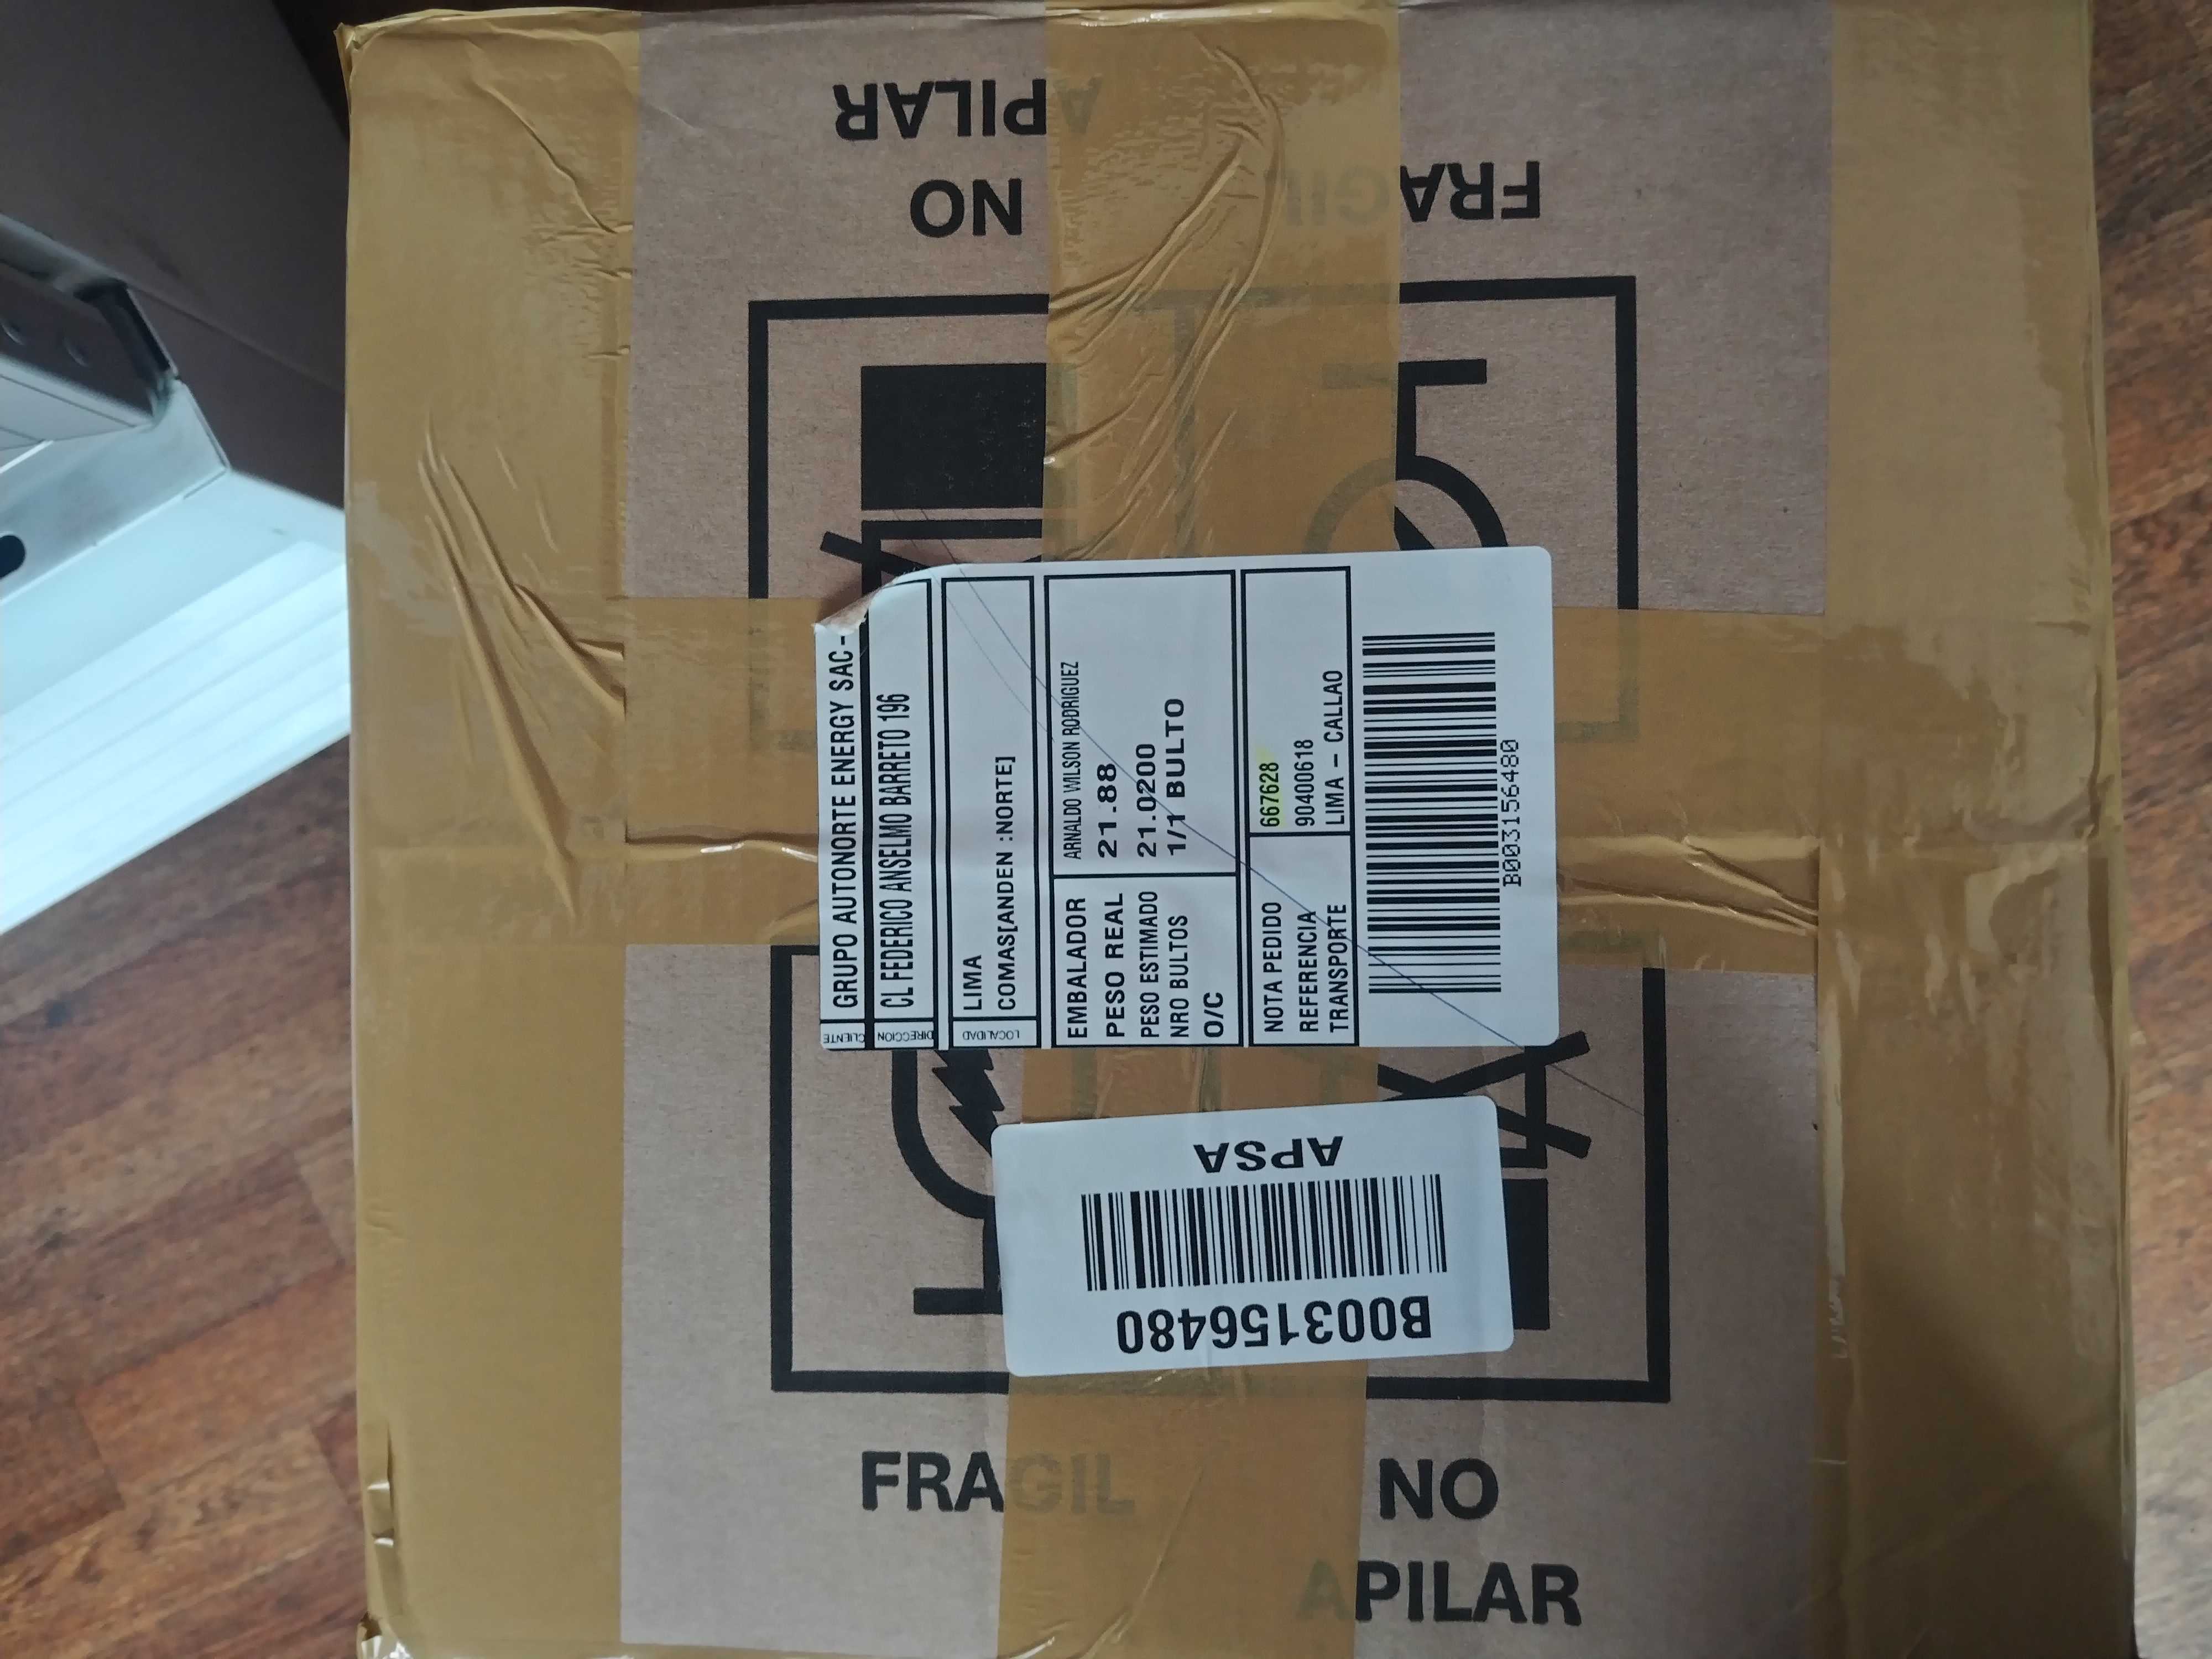 APILAR
NO
FRAGIL
CLIENTE
GRUPO AUTONORTE ENERGY SAC-
DIRECCION
CL FEDERICO ANSELMO BARRETO 196
LOCALIDAD
LIMA
COMAS[ANDEN :NORTE]
EMBALADOR ARNALDO WILSON RODRIGUEZ
PESO REAL 21.88
PESO ESTIMADO 21.0200
NRO BULTOS 1/1 BULTO
O/C
NOTA PEDIDO 667628
REFERENCIA 90400618
TRANSPORTE LIMA - CALLAO
B003156480
APSA
B003156480
FRAGIL
NO
APILAR